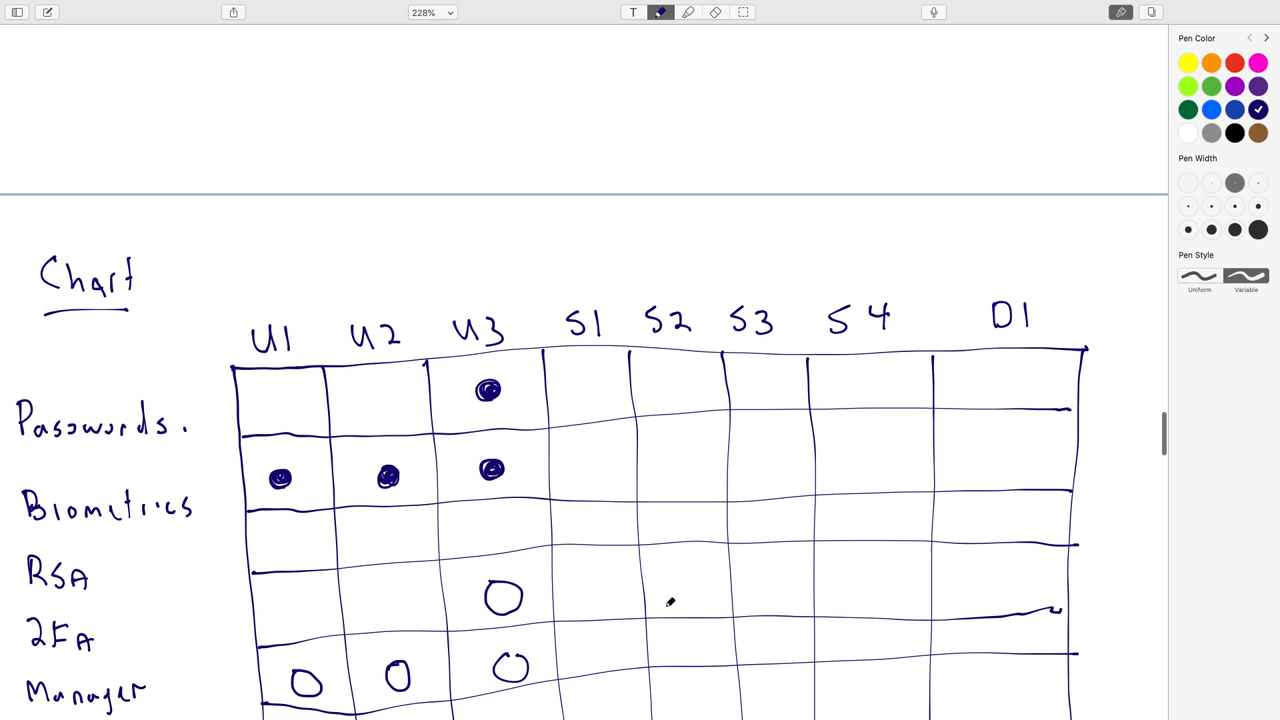 228%
T
Pen Color
Pen Width
Pen Style
Uniform Variable
Chart
U1 U2 U3 S1 S2 S3 S4 D1
Passwords.
Biometrics
RSA
2FA
Manager